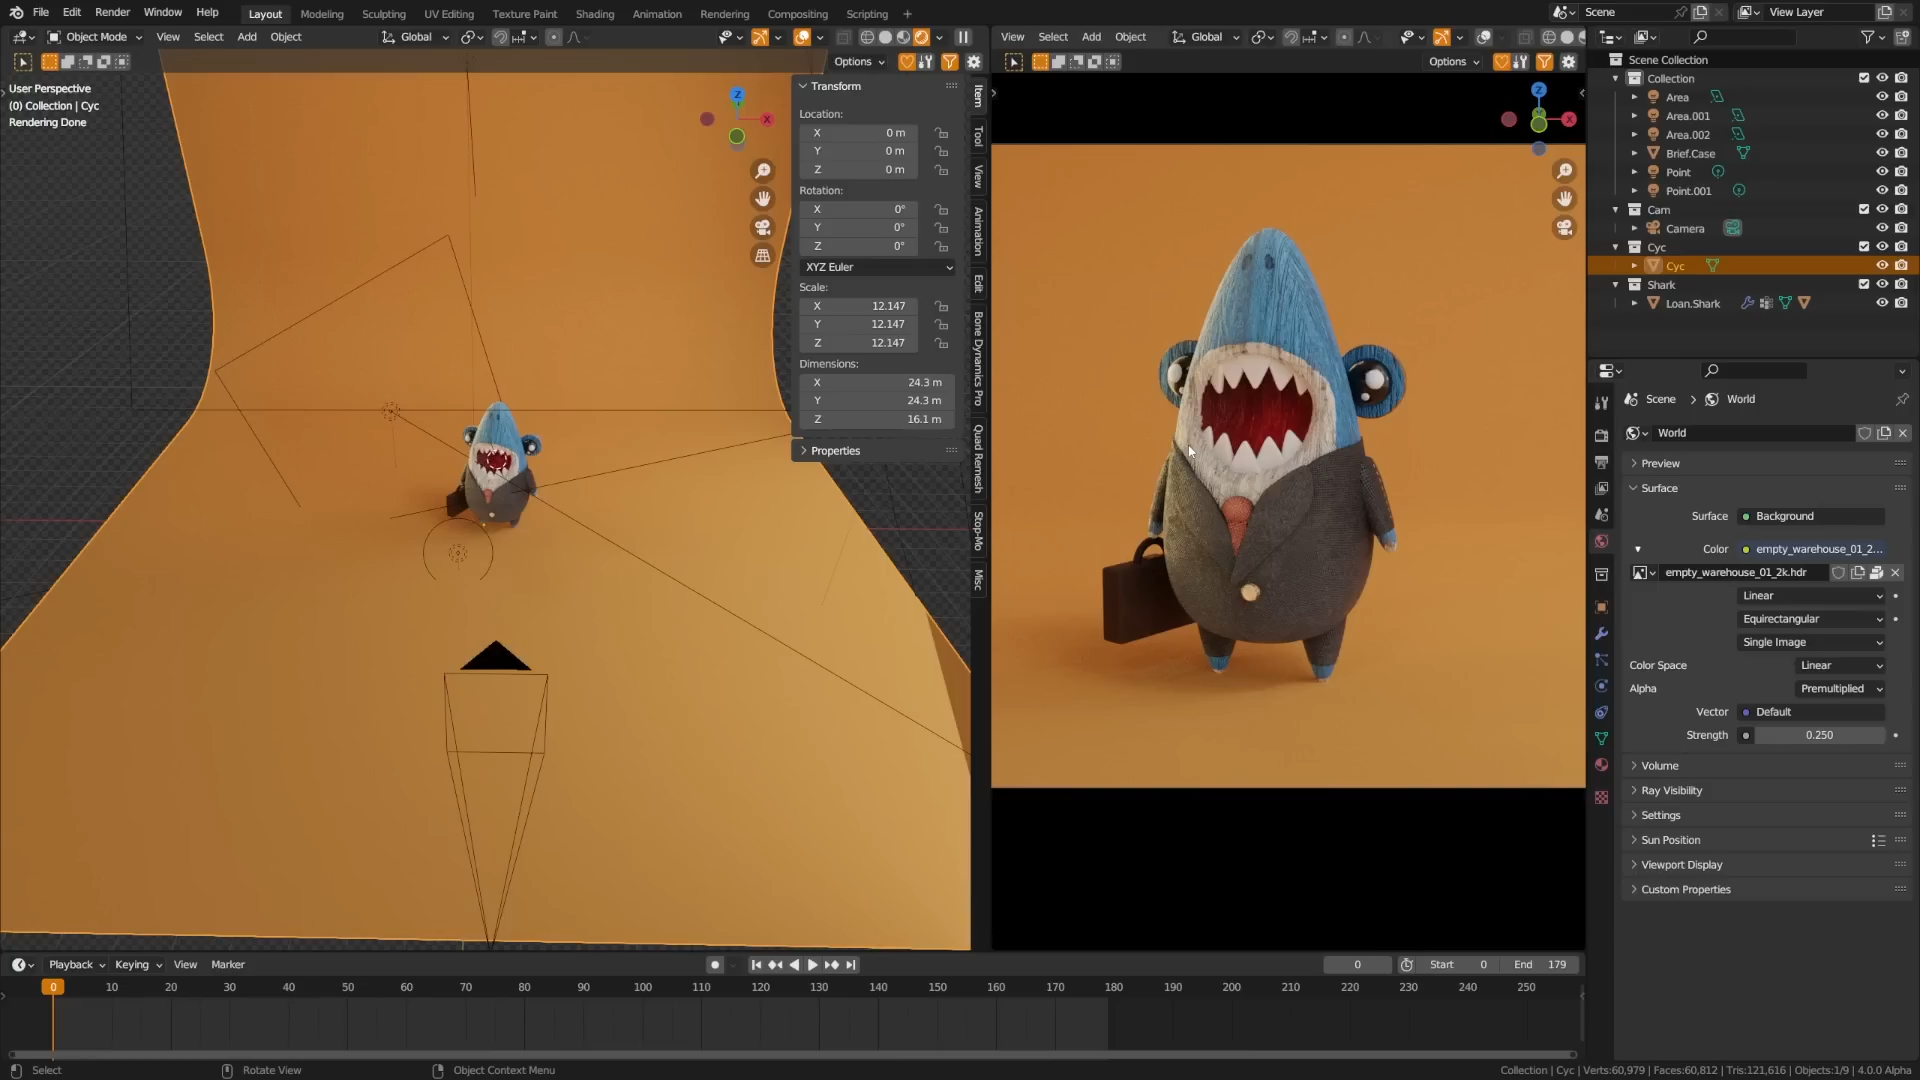 File Edit Render Window Help Layout Modeling Sculpting UV Editing Texture Paint Shading Animation Rendering Compositing Scripting + Scene View Layer
Object Mode View Select Add Object Global
View Select Add Object Global
Options
Options
User Perspective
(0) Collection | Cyc
Rendering Done
Z
X
Transform
Location:
X 0 m
Y 0 m
Z 0 m
Rotation:
X 0°
Y 0°
Z 0°
XYZ Euler
Scale:
X 12.147
Y 12.147
Z 12.147
Dimensions:
X 24.3 m
Y 24.3 m
Z 16.1 m
Properties
Item
Tool
View
Animation
Edit
Bone Dynamics Pro
Quad Remesh
Stop-Mo
Misc
Z
X
Scene Collection
Collection
Area
Area.001
Area.002
Brief.Case
Point
Point.001
Cam
Camera
Cyc
Cyc
Shark
Loan.Shark
Scene > World
World
Preview
Surface
Surface Background
Color empty_warehouse_01_2...
empty_warehouse_01_2k.hdr
Linear
Equirectangular
Single Image
Color Space Linear
Alpha Premultiplied
Vector Default
Strength 0.250
Volume
Ray Visibility
Settings
Sun Position
Viewport Display
Custom Properties
Playback Keying View Marker 0 Start 0 End 179
0 10 20 30 40 50 60 70 80 90 100 110 120 130 140 150 160 170 180 190 200 210 220 230 240 250
Select Rotate View Object Context Menu Collection | Cyc | Verts:60,979 | Faces:60,812 | Tris:121,616 | Objects:1/9 | 4.0.0 Alpha